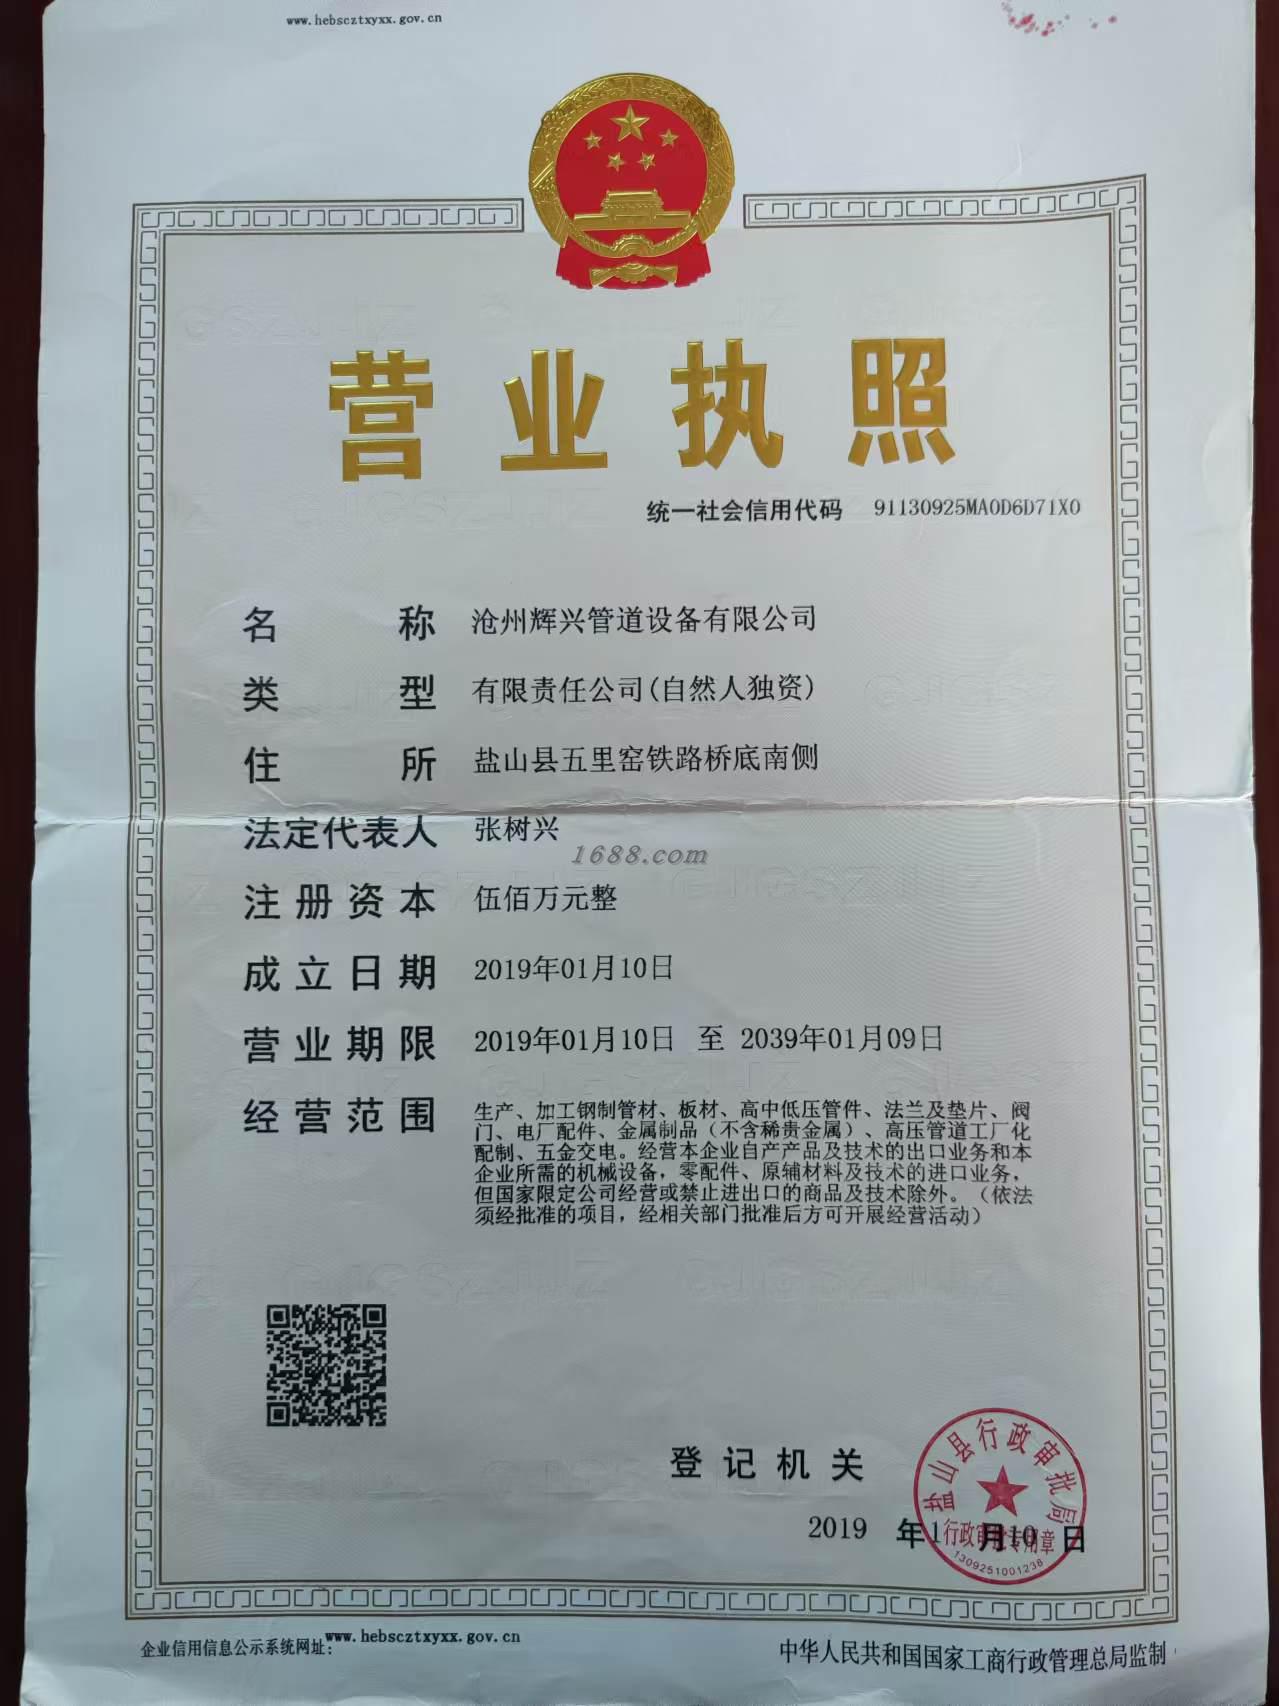 www.hebscztxyxx.gov.cn
营业执照
统一社会信用代码 91130925MA0D6D71X0
名称 沧州辉兴管道设备有限公司
类型 有限责任公司(自然人独资)
住所 盐山县五里窑铁路桥底南侧
法定代表人 张树兴
1688.com
注册资本 伍佰万元整
成立日期 2019年01月10日
营业期限 2019年01月10日 至 2039年01月09日
经营范围 生产、加工钢制管材、板材、高中低压管件、法兰及垫片、阀
门、电厂配件、金属制品（不含稀贵金属）、高压管道工厂化
配制、五金交电。经营本企业自产产品及技术的出口业务和本
企业所需的机械设备，零配件、原辅材料及技术的进口业务，
但国家限定公司经营或禁止进出口的商品及技术除外。（依法
须经批准的项目，经相关部门批准后方可开展经营活动）
登记机关
盐山县行政审批局
2019 年1月10日
行政审批专用章
1309251001238
企业信用信息公示系统网址：www.hebscztxyxx.gov.cn
中华人民共和国国家工商行政管理总局监制